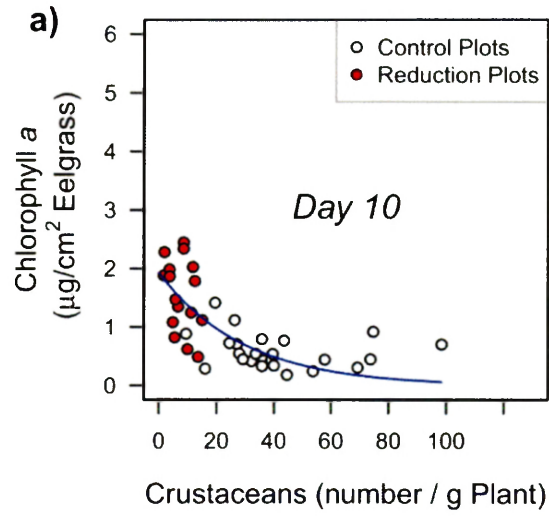 a)
Control Plots
Reduction Plots
Day 10
Chlorophyll a
(µg/cm² Eelgrass)
6
5
4
3
2
1
0
0 20 40 60 80 100
Crustaceans (number / g Plant)